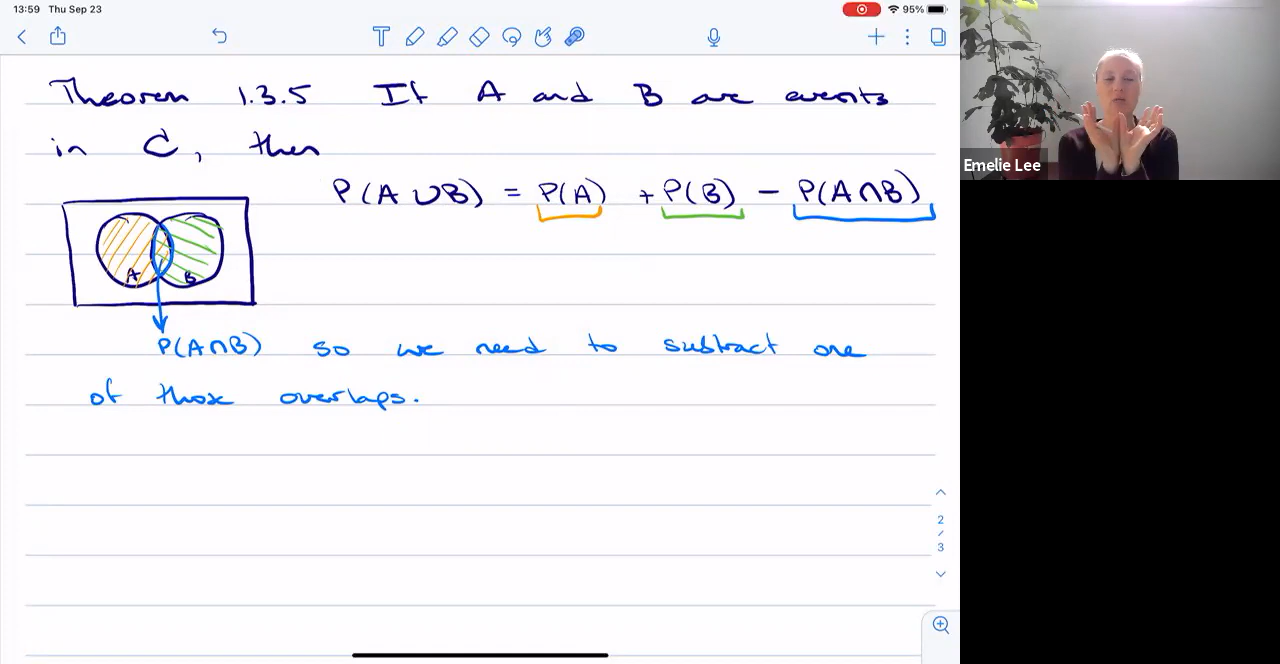 13:59 Thu Sep 23
95%
Theorem 1.3.5 If A and B are events
in C, then
P(A ∪ B) = P(A) + P(B) - P(A ∩ B)
A B
P(A ∩ B) so we need to subtract one
of those overlaps.
Emelie Lee
2
/
3